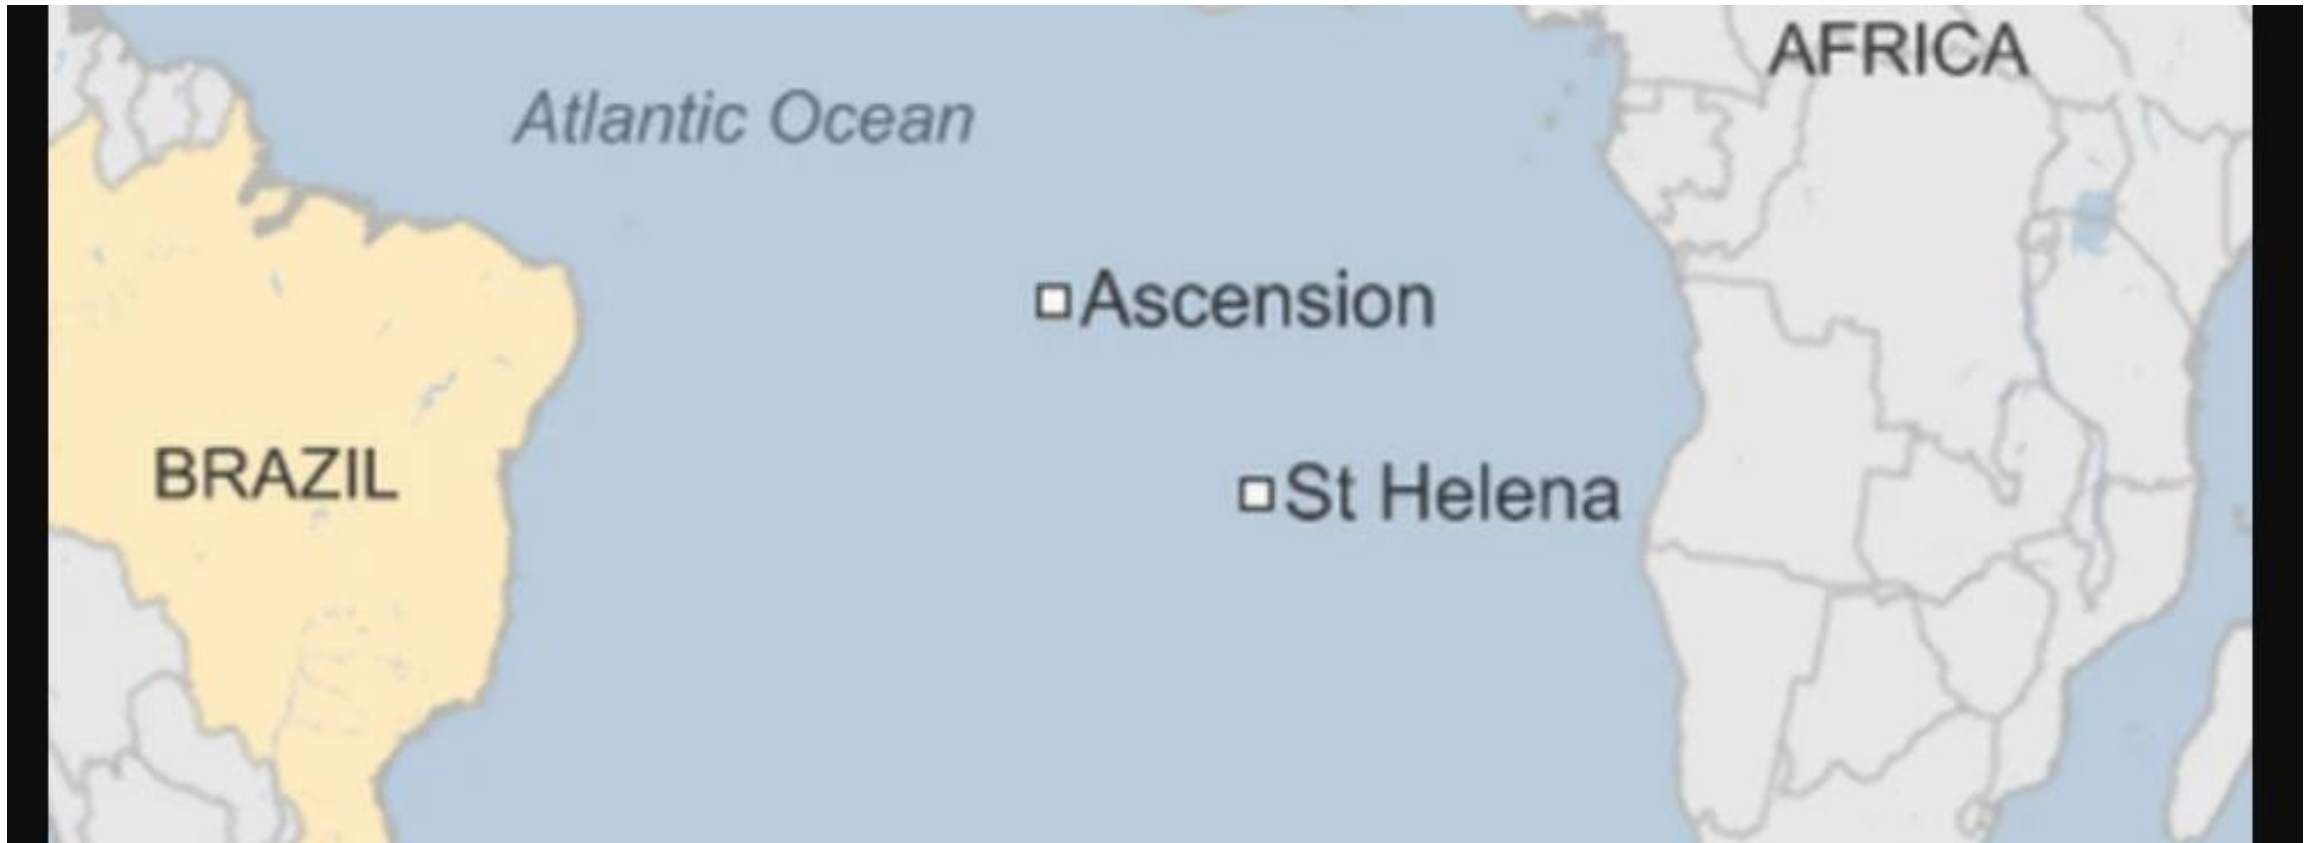 AFRICA
Atlantic Ocean
Ascension
BRAZIL
St Helena